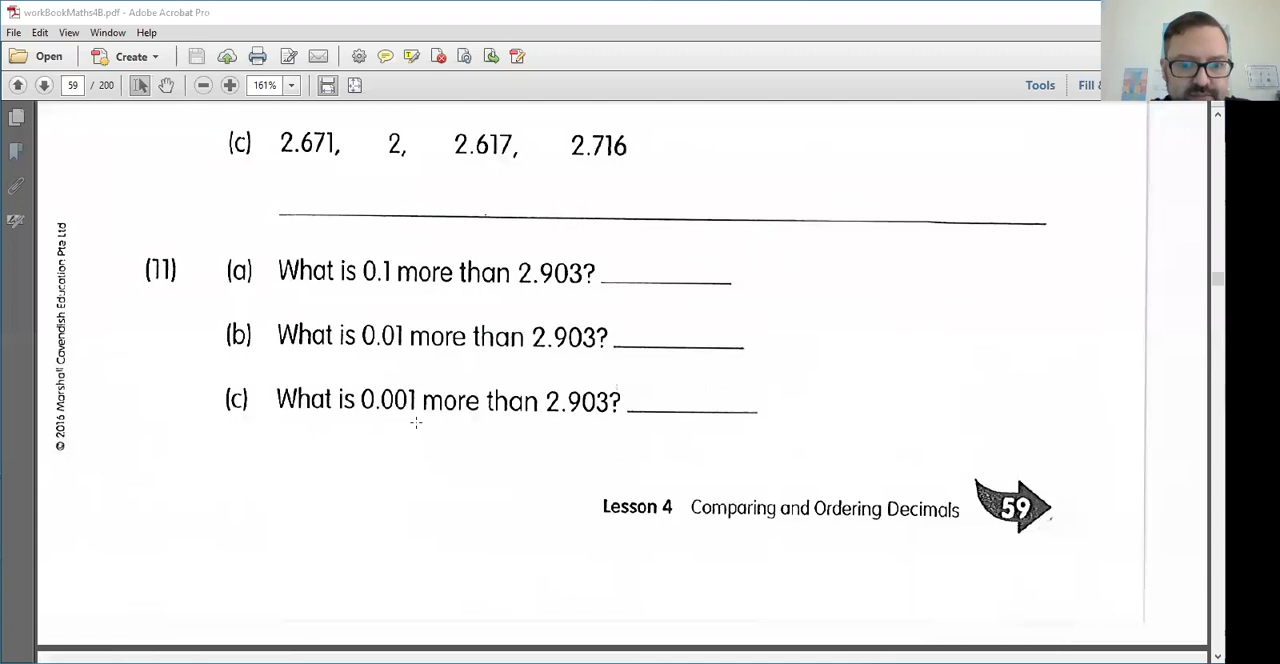 workBookMaths4B.pdf - Adobe Acrobat Pro
File Edit View Window Help
Open Create
59 / 200 161% Tools Fill &
(c) 2.671, 2, 2.617, 2.716
(11) (a) What is 0.1 more than 2.903?
(b) What is 0.01 more than 2.903?
(c) What is 0.001 more than 2.903?
© 2016 Marshall Cavendish Education Pte Ltd
Lesson 4 Comparing and Ordering Decimals 59